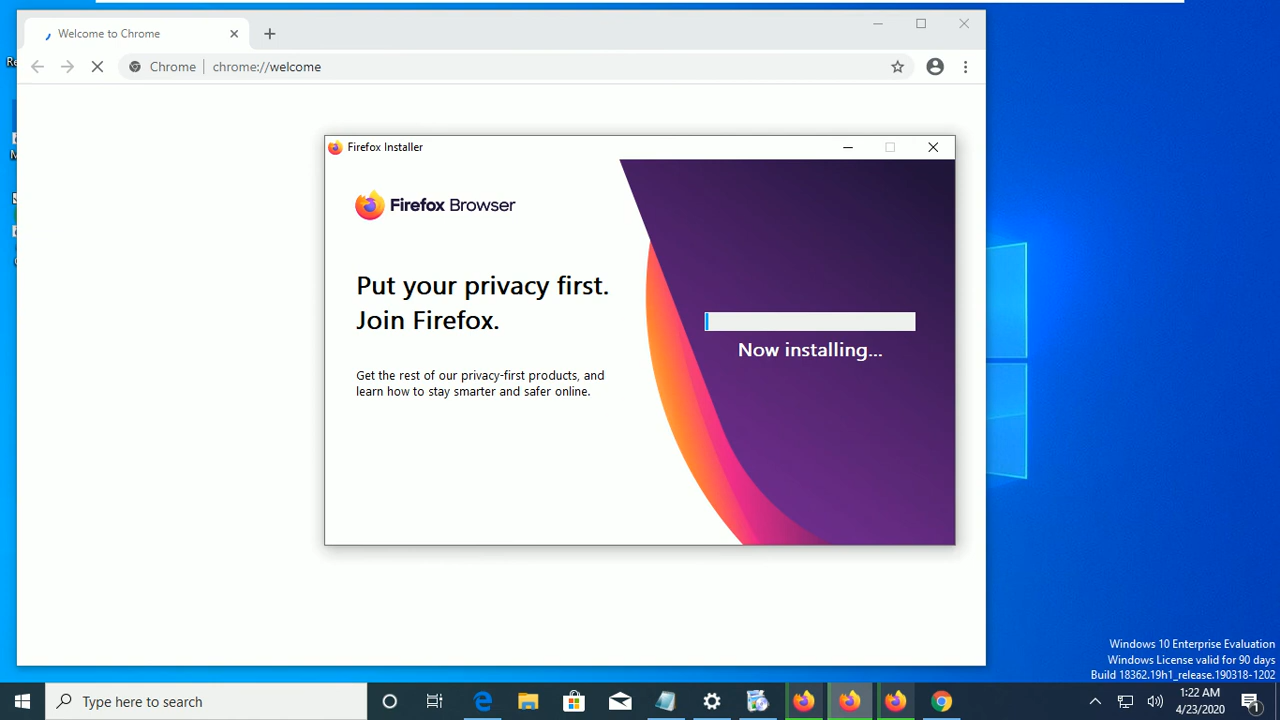 Welcome to Chrome
Chrome
chrome://welcome
Firefox Installer
Firefox Browser
Put your privacy first.
Join Firefox.
Now installing...
Get the rest of our privacy-first products, and
learn how to stay smarter and safer online.
Windows 10 Enterprise Evaluation
Windows License valid for 90 days
Build 18362.19h1_release.190318-1202
Type here to search
1:22 AM
4/23/2020
1